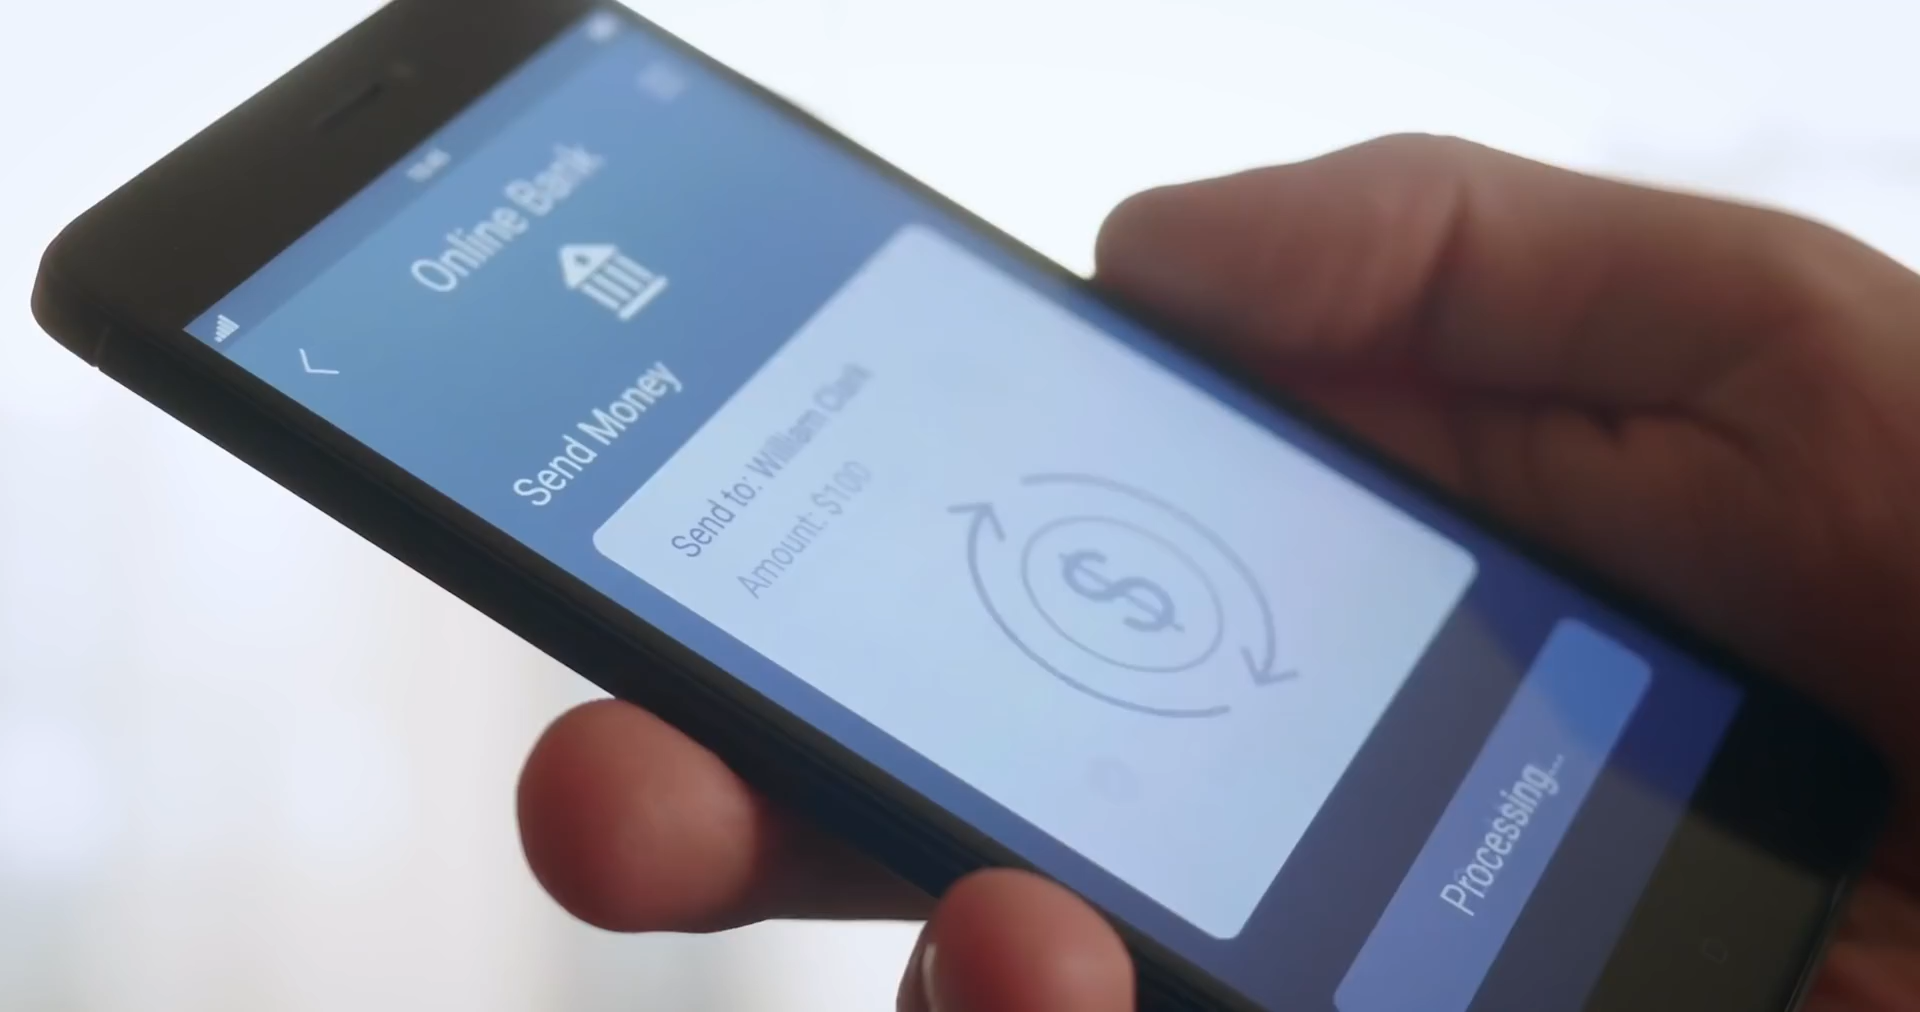 Online Bank
Send Money
Send to: William Clark
Amount: $100
Processing...